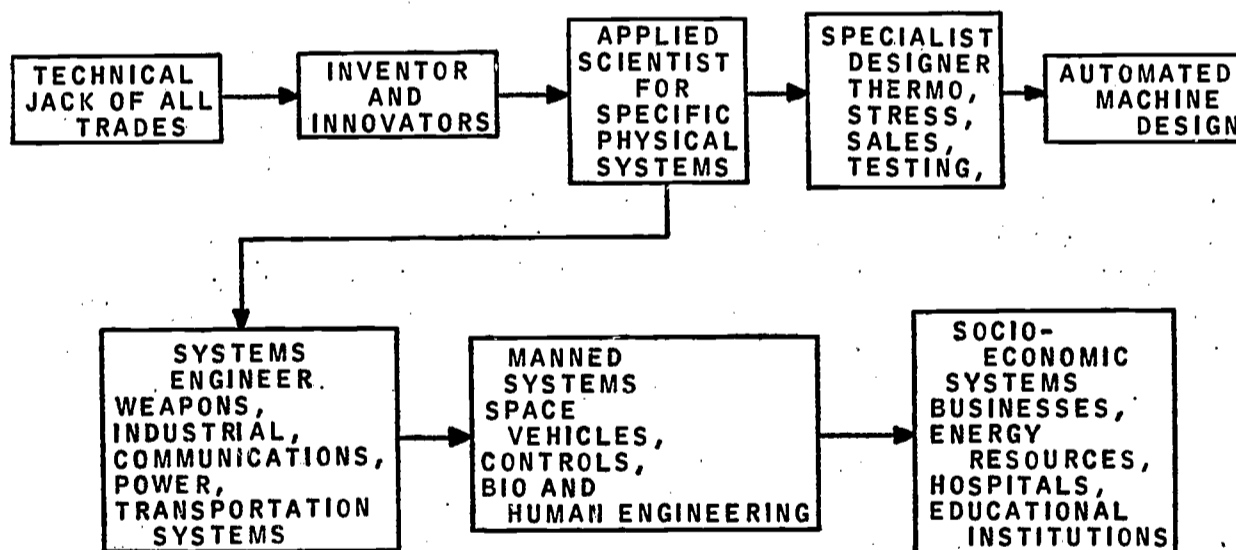 TECHNICAL
JACK OF ALL
TRADES
INVENTOR
AND
INNOVATORS
APPLIED
SCIENTIST
FOR
SPECIFIC
PHYSICAL
SYSTEMS
SPECIALIST
DESIGNER
THERMO,
STRESS,
SALES,
TESTING,
AUTOMATED
MACHINE
DESIGN
SYSTEMS
ENGINEER.
WEAPONS,
INDUSTRIAL,
COMMUNICATIONS,
POWER,
TRANSPORTATION
SYSTEMS
MANNED
SYSTEMS
SPACE
VEHICLES,
CONTROLS,
BIO AND
HUMAN ENGINEERING
SOCIO-
ECONOMIC
SYSTEMS
BUSINESSES,
ENERGY
RESOURCES,
HOSPITALS,
EDUCATIONAL
INSTITUTIONS